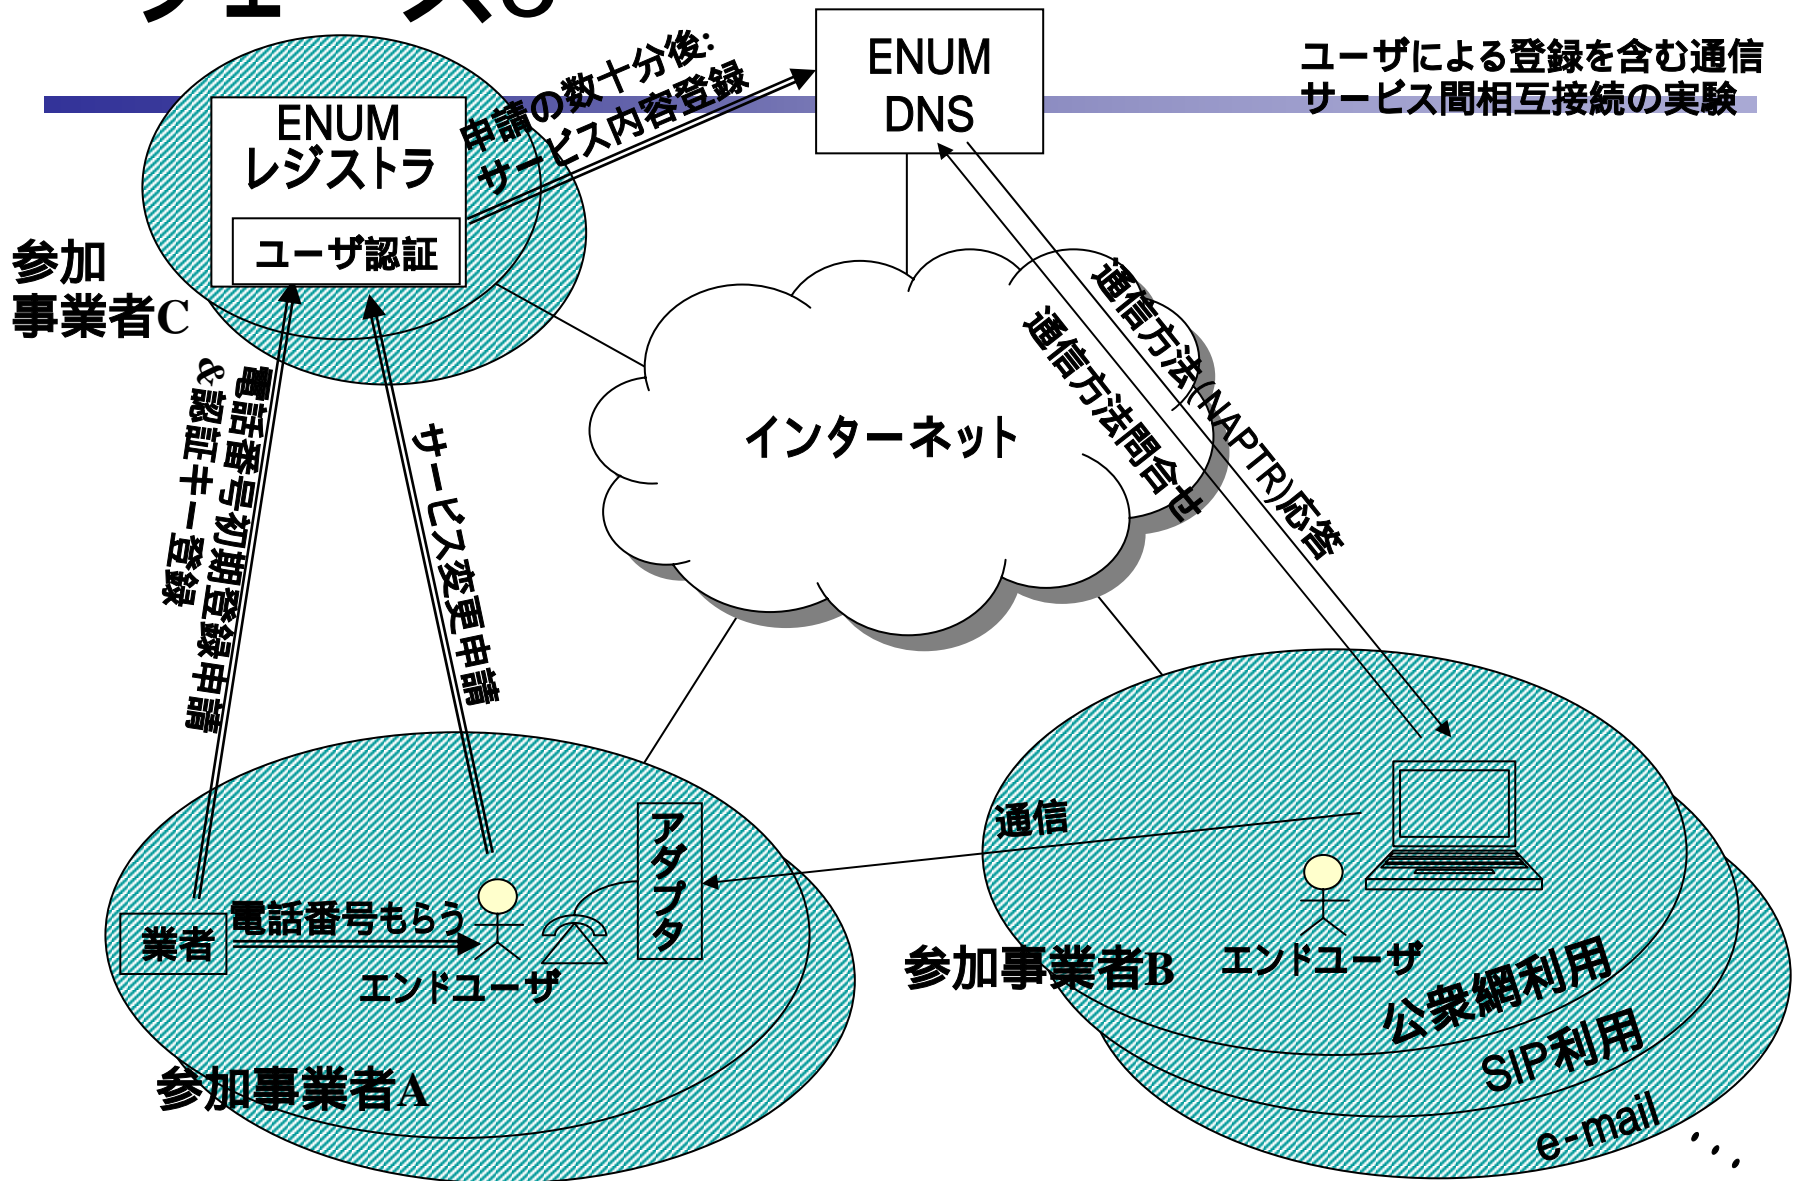 ENUM
DNS
ユーザによる登録を含む通信
サービス間相互接続の実験
申請の数十分後:
サービス内容登録
ENUM
レジストラ
ユーザ認証
参加
事業者C
電話番号初期登録申請
&認証キー登録
サービス変更申請
インターネット
通信方法(NAPTR)応答
通信方法問合せ
通信
アダプタ
業者
電話番号もらう
エンドユーザ
参加事業者A
参加事業者B
エンドユーザ
公衆網利用
SIP利用
e-mail
...